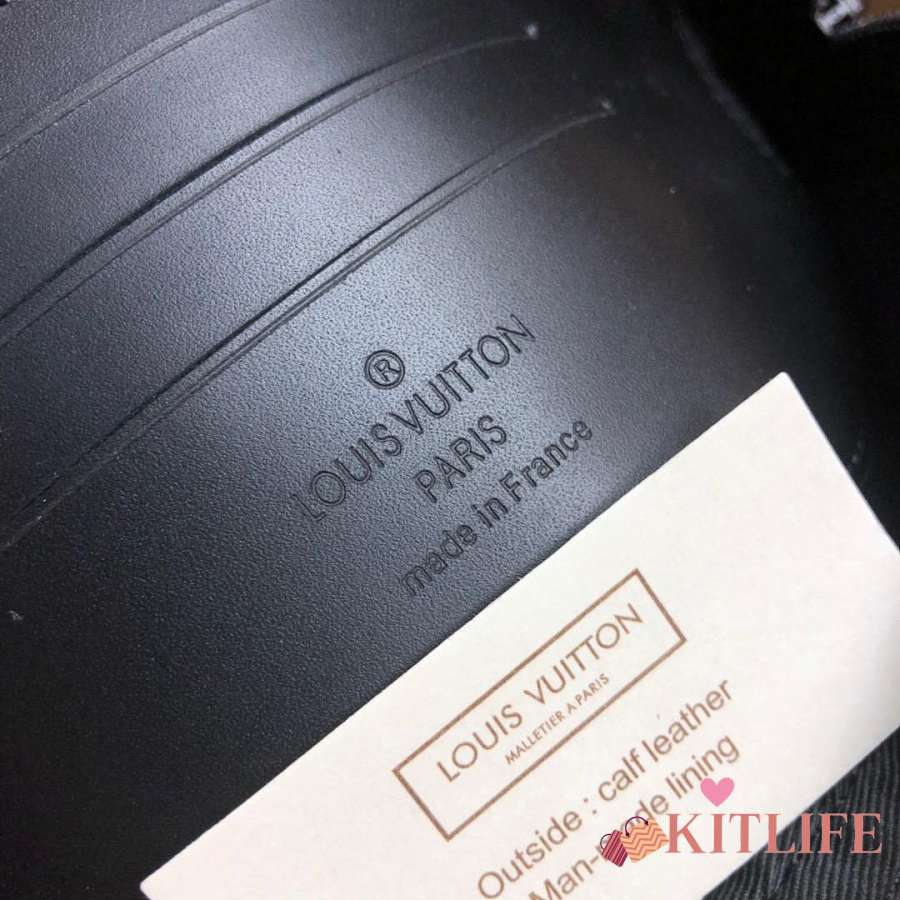 ®
LOUIS VUITTON
PARIS
made in France
LOUIS VUITTON
MALLETIER A PARIS
Outside : calf leather
lining
KITLIFE